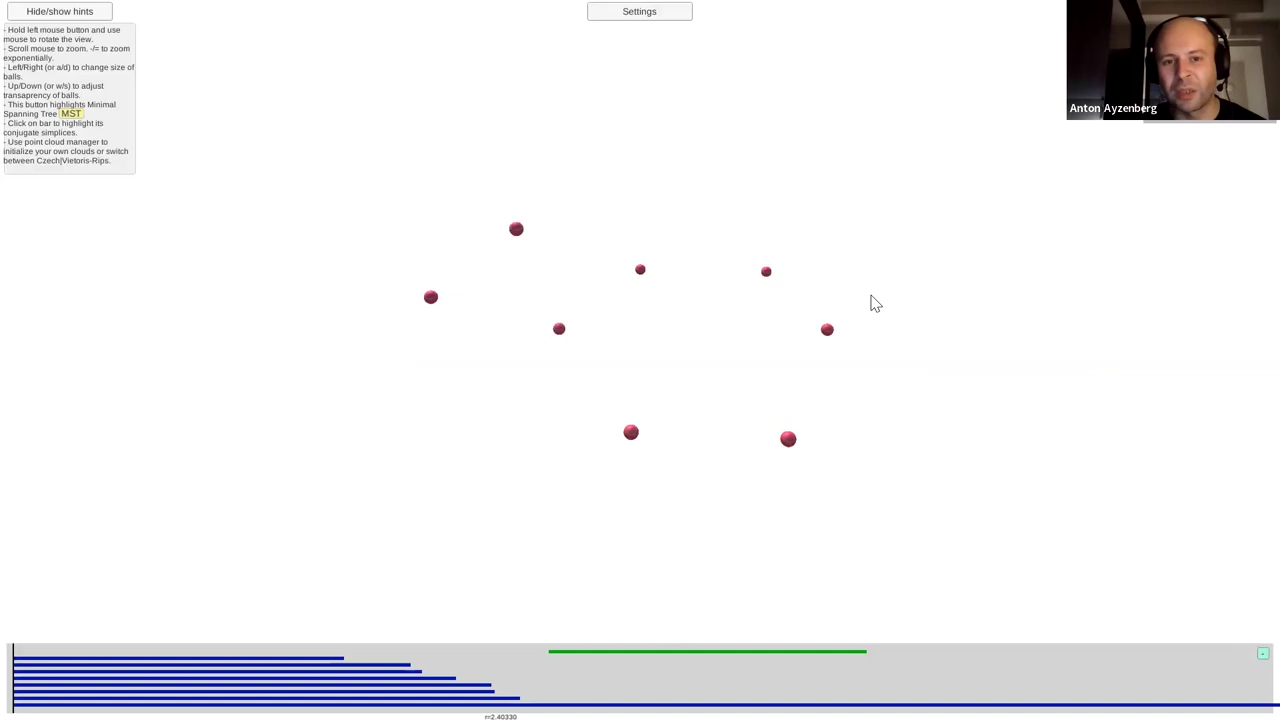 Hide/show hints
Settings
- Hold left mouse button and use
mouse to rotate the view.
- Scroll mouse to zoom. -/= to zoom
exponentially.
- Left/Right (or a/d) to change size of
balls.
- Up/Down (or w/s) to adjust
transaprency of balls.
- This button highlights Minimal
Spanning Tree MST
- Click on bar to highlight its
conjugate simplices.
- Use point cloud manager to
initialize your own clouds or switch
between Czech|Vietoris-Rips.
Anton Ayzenberg
-
r=2.40330